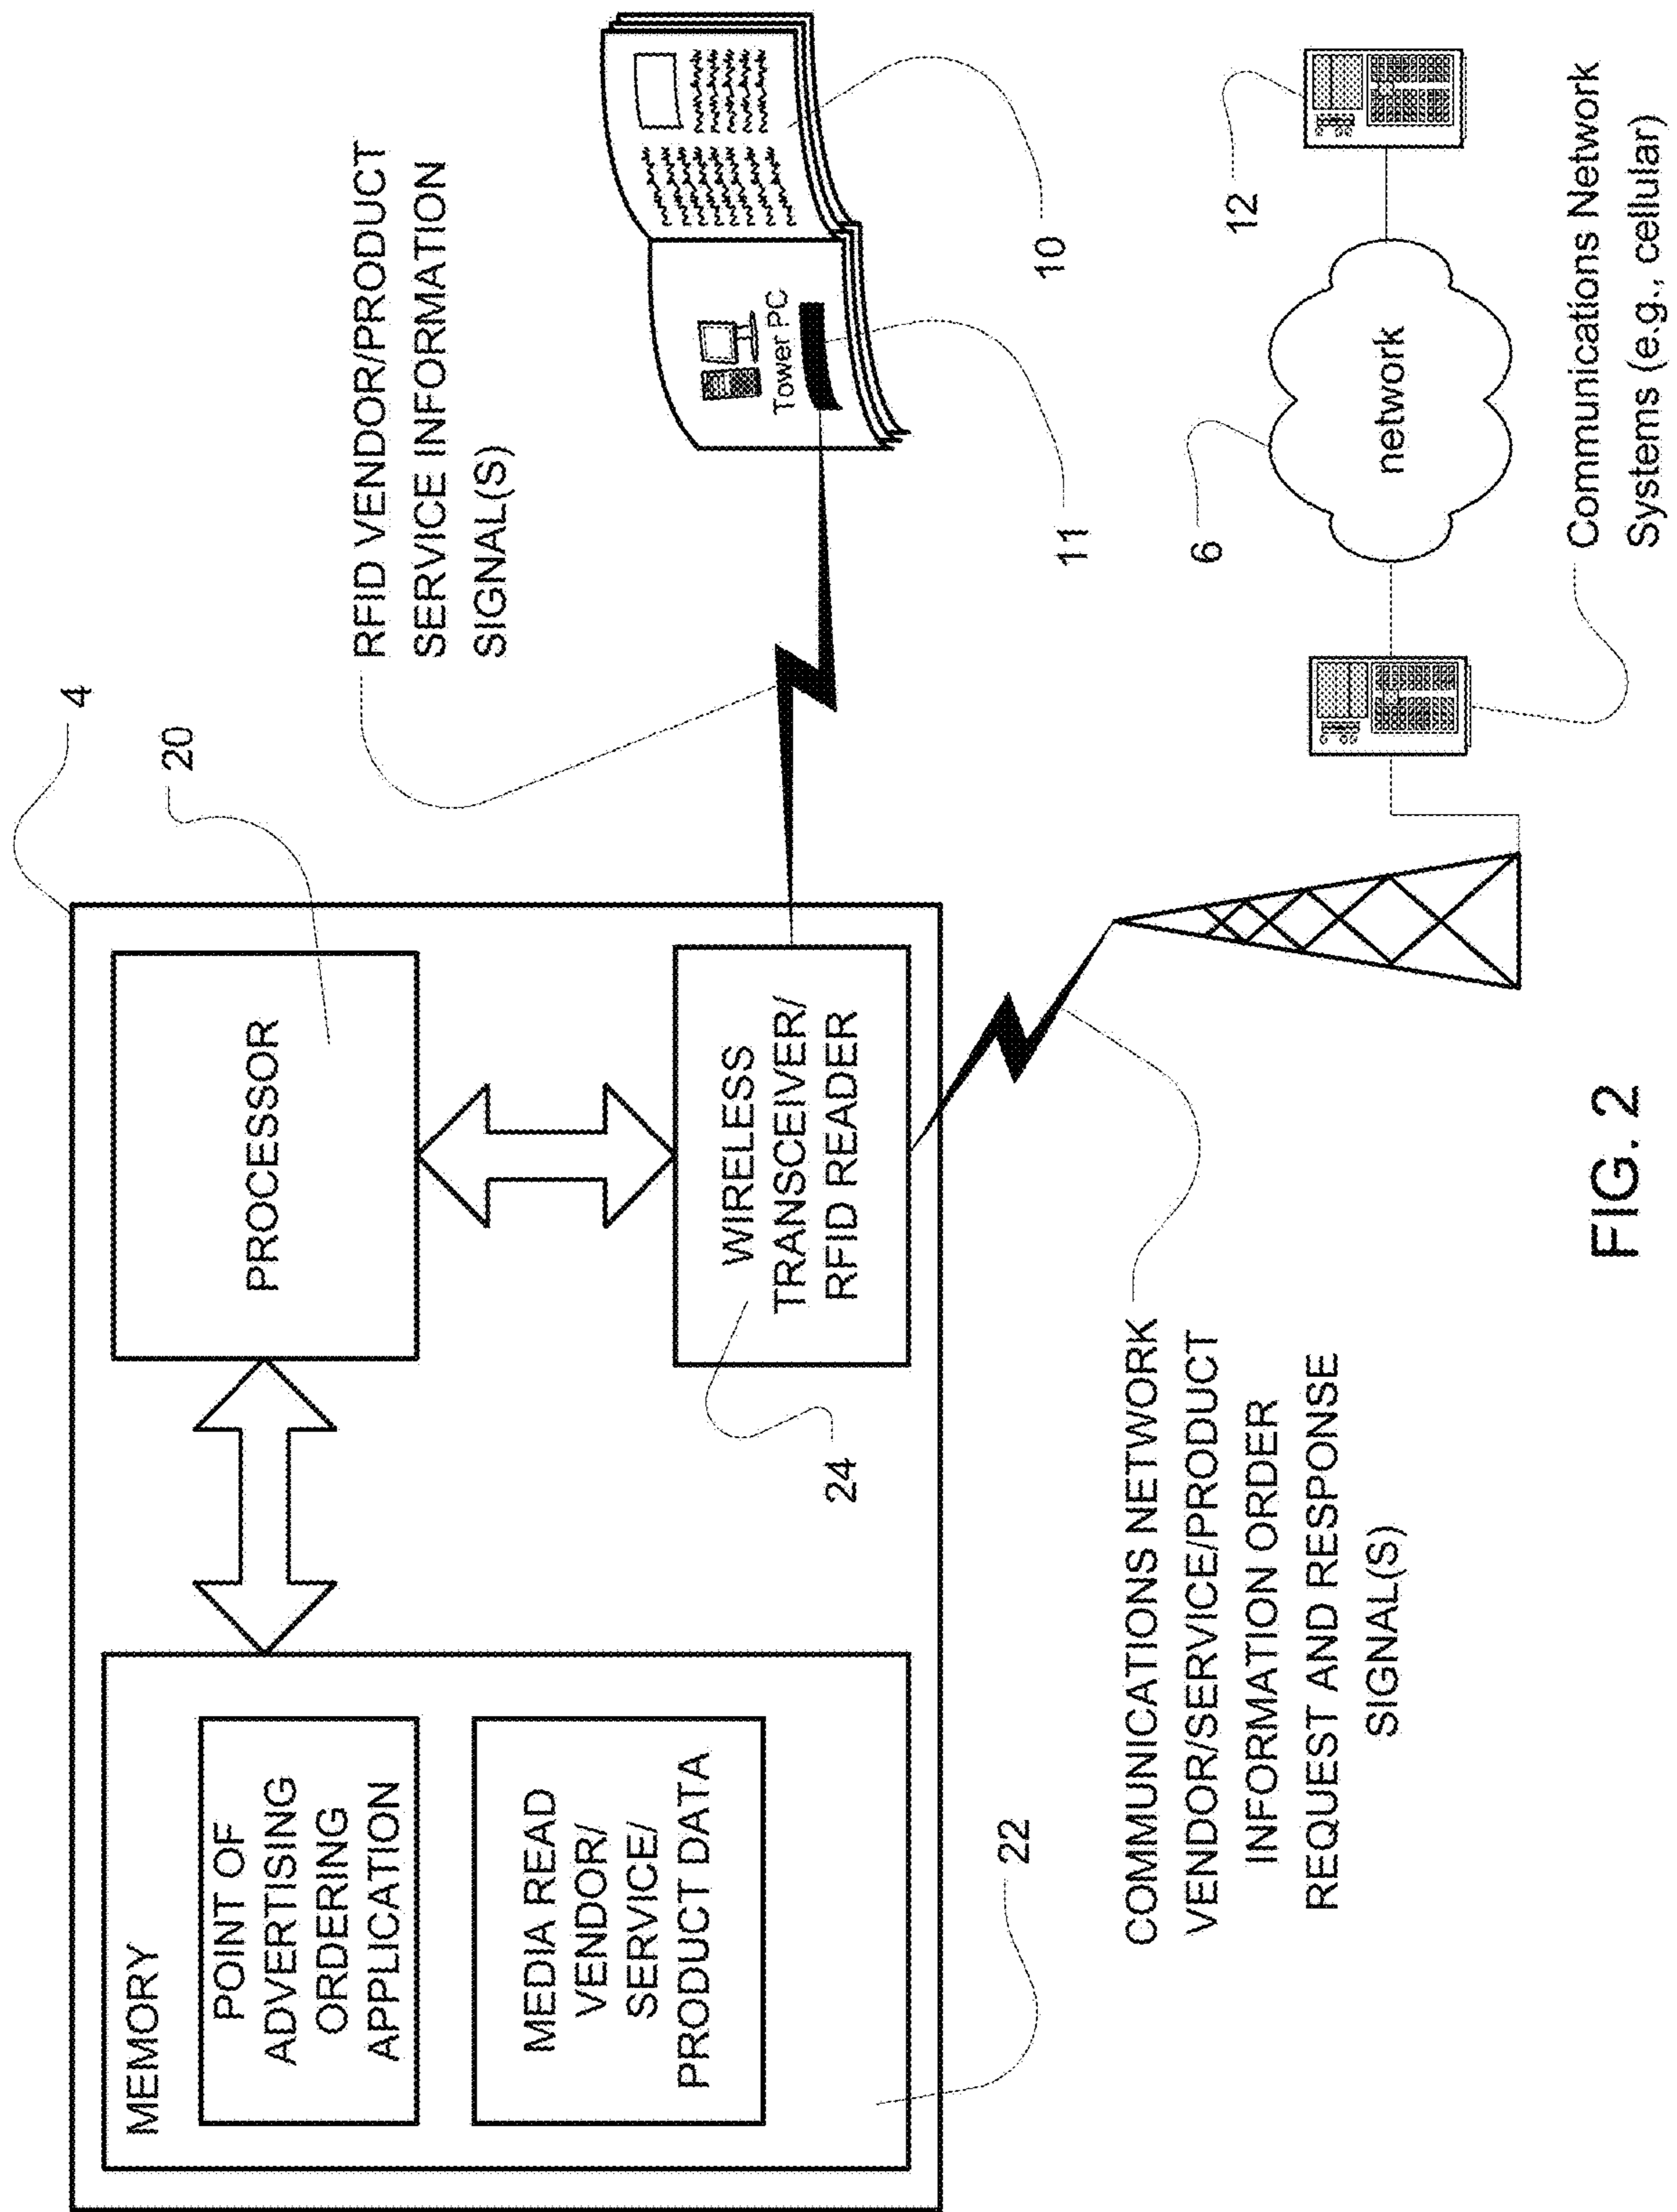 MEMORY
POINT OF
ADVERTISING
ORDERING
APPLICATION
MEDIA READ
VENDOR/
SERVICE/
PRODUCT DATA
22
PROCESSOR
20
4
WIRELESS
TRANSCEIVER/
RFID READER
24
RFID VENDOR/PRODUCT
SERVICE INFORMATION
SIGNAL(S)
Tower PC
10
11
COMMUNICATIONS NETWORK
VENDOR/SERVICE/PRODUCT
INFORMATION ORDER
REQUEST AND RESPONSE
SIGNAL(S)
12
6
network
Communications Network
Systems (e.g., cellular)
FIG. 2